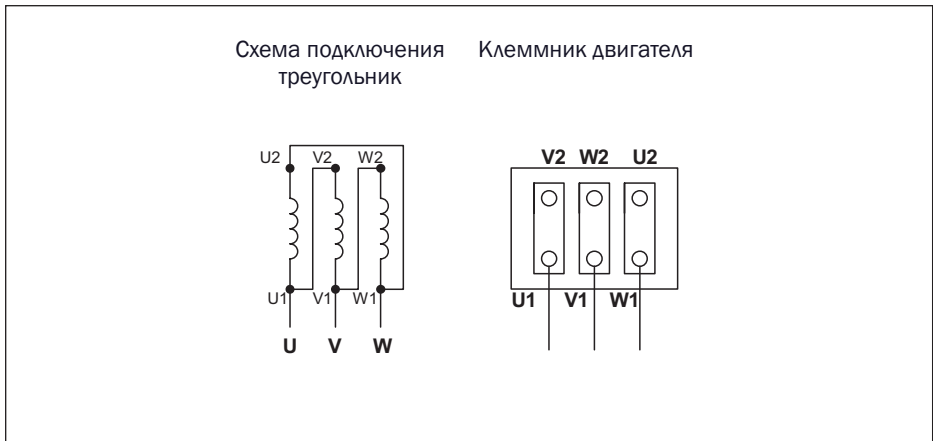 Схема подключения
треугольник
Клеммник двигателя
U2 V2 W2
U1 V1 W1
U V W
V2 W2 U2
U1 V1 W1